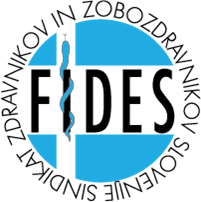 SINDIKAT ZDRAVNIKOV IN ZOBOZDRAVNIKOV SLOVENIJE
FIDES